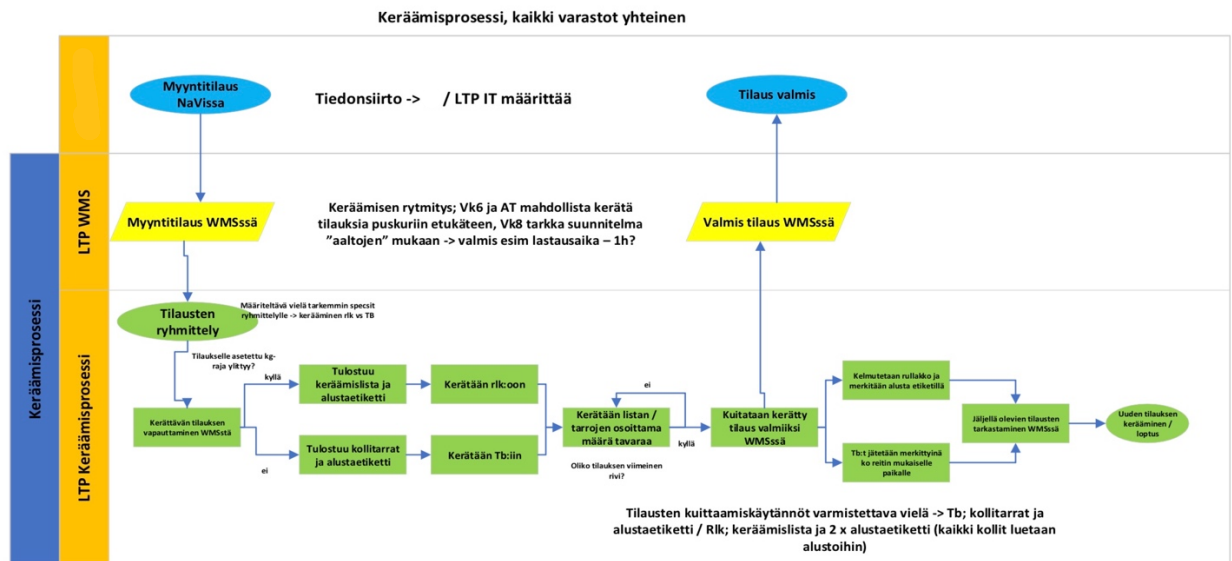 Keräämisprosessi, kaikki varastot yhteinen
Myyntitilaus
NaVissa
Tiedonsiirto -> / LTP IT määrittää
Tilaus valmis
Keräämisprosessi
LTP WMS
Myyntitilaus WMSssä
Keräämisen rytmitys; Vk6 ja AT mahdollista kerätä
tilauksia puskuriin etukäteen, Vk8 tarkka suunnitelma
”aaltojen” mukaan -> valmis esim lastausaika – 1h?
Valmis tilaus WMSssä
LTP Keräämisprosessi
Tilausten
ryhmittely
Määriteltävä vielä tarkemmin specsit
ryhmittelylle -> kerääminen rlk vs TB
Tilaukselle asetettu kg-
raja ylittyy?
kyllä
ei
Kerättävän tilauksen
vapauttaminen WMSstä
Tulostuu
keräämislista ja
alustaetiketti
Kerätään rlk:oon
Tulostuu kollitarrat
ja alustaetiketti
Kerätään Tb:iin
Kerätään listan /
tarrojen osoittama
määrä tavaraa
ei
kyllä
Oliko tilauksen viimeinen
rivi?
Kuitataan kerätty
tilaus valmiiksi
WMSssä
Kelmutetaan rullakko ja
merkitään alusta etiketillä
Tb:t jätetään merkittyinä
ko reitin mukaiselle
paikalle
Jäljellä olevien tilausten
tarkastaminen WMSssä
Uuden tilauksen
kerääminen /
loptus
Tilausten kuittaamiskäytännöt varmistettava vielä -> Tb; kollitarrat ja
alustaetiketti / Rlk; keräämislista ja 2 x alustaetiketti (kaikki kollit luetaan
alustoihin)